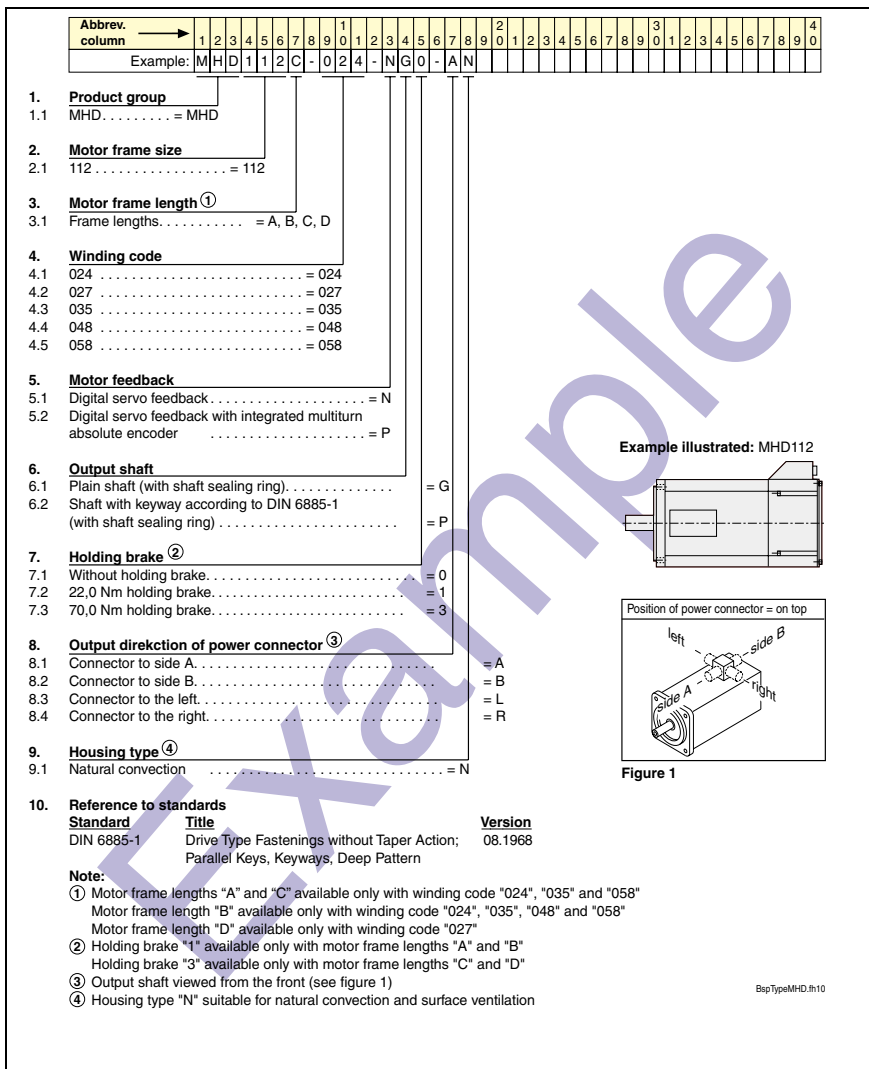 Abbrev.
column 1 2 3 4 5 6 7 8 9 10 1 2 3 4 5 6 7 8 9 20 1 2 3 4 5 6 7 8 9 30 1 2 3 4 5 6 7 8 9 40
Example: M H D 1 1 2 C - 0 2 4 - N G 0 - A N
1. Product group
1.1 MHD. . . . . . . . . = MHD
2. Motor frame size
2.1 112 . . . . . . . . . . . . . . . . . = 112
3. Motor frame length ①
3.1 Frame lengths. . . . . . . . . . . = A, B, C, D
4. Winding code
4.1 024 . . . . . . . . . . . . . . . . . . . . . . . . . . = 024
4.2 027 . . . . . . . . . . . . . . . . . . . . . . . . . . = 027
4.3 035 . . . . . . . . . . . . . . . . . . . . . . . . . . = 035
4.4 048 . . . . . . . . . . . . . . . . . . . . . . . . . . = 048
4.5 058 . . . . . . . . . . . . . . . . . . . . . . . . . . = 058
5. Motor feedback
5.1 Digital servo feedback . . . . . . . . . . . . . . . . . . . . = N
5.2 Digital servo feedback with integrated multiturn
absolute encoder . . . . . . . . . . . . . . . . . . . . = P
6. Output shaft
6.1 Plain shaft (with shaft sealing ring). . . . . . . . . . . . . . = G
6.2 Shaft with keyway according to DIN 6885-1
(with shaft sealing ring) . . . . . . . . . . . . . . . . . . . . . . . = P
7. Holding brake ②
7.1 Without holding brake. . . . . . . . . . . . . . . . . . . . . . . . . . . = 0
7.2 22,0 Nm holding brake. . . . . . . . . . . . . . . . . . . . . . . . . = 1
7.3 70,0 Nm holding brake. . . . . . . . . . . . . . . . . . . . . . . . . = 3
8. Output direkction of power connector ③
8.1 Connector to side A. . . . . . . . . . . . . . . . . . . . . . . . . . . . . . . = A
8.2 Connector to side B. . . . . . . . . . . . . . . . . . . . . . . . . . . . . . . = B
8.3 Connector to the left. . . . . . . . . . . . . . . . . . . . . . . . . . . . . . . = L
8.4 Connector to the right. . . . . . . . . . . . . . . . . . . . . . . . . . . . . . = R
9. Housing type ④
9.1 Natural convection . . . . . . . . . . . . . . . . . . . . . . . . . . . . . . = N
10. Reference to standards
Standard Title Version
DIN 6885-1 Drive Type Fastenings without Taper Action; 08.1968
Parallel Keys, Keyways, Deep Pattern
Note:
① Motor frame lengths “A” and “C” available only with winding code "024", "035" and "058"
Motor frame length "B" available only with winding code "024", "035", "048" and "058"
Motor frame length "D" available only with winding code "027"
② Holding brake "1" available only with motor frame lengths "A" and "B"
Holding brake "3" available only with motor frame lengths "C" and "D"
③ Output shaft viewed from the front (see figure 1)
④ Housing type "N" suitable for natural convection and surface ventilation
Example illustrated: MHD112
Position of power connector = on top
left
side B
side A
right
Figure 1
BspTypeMHD.fh10
Example